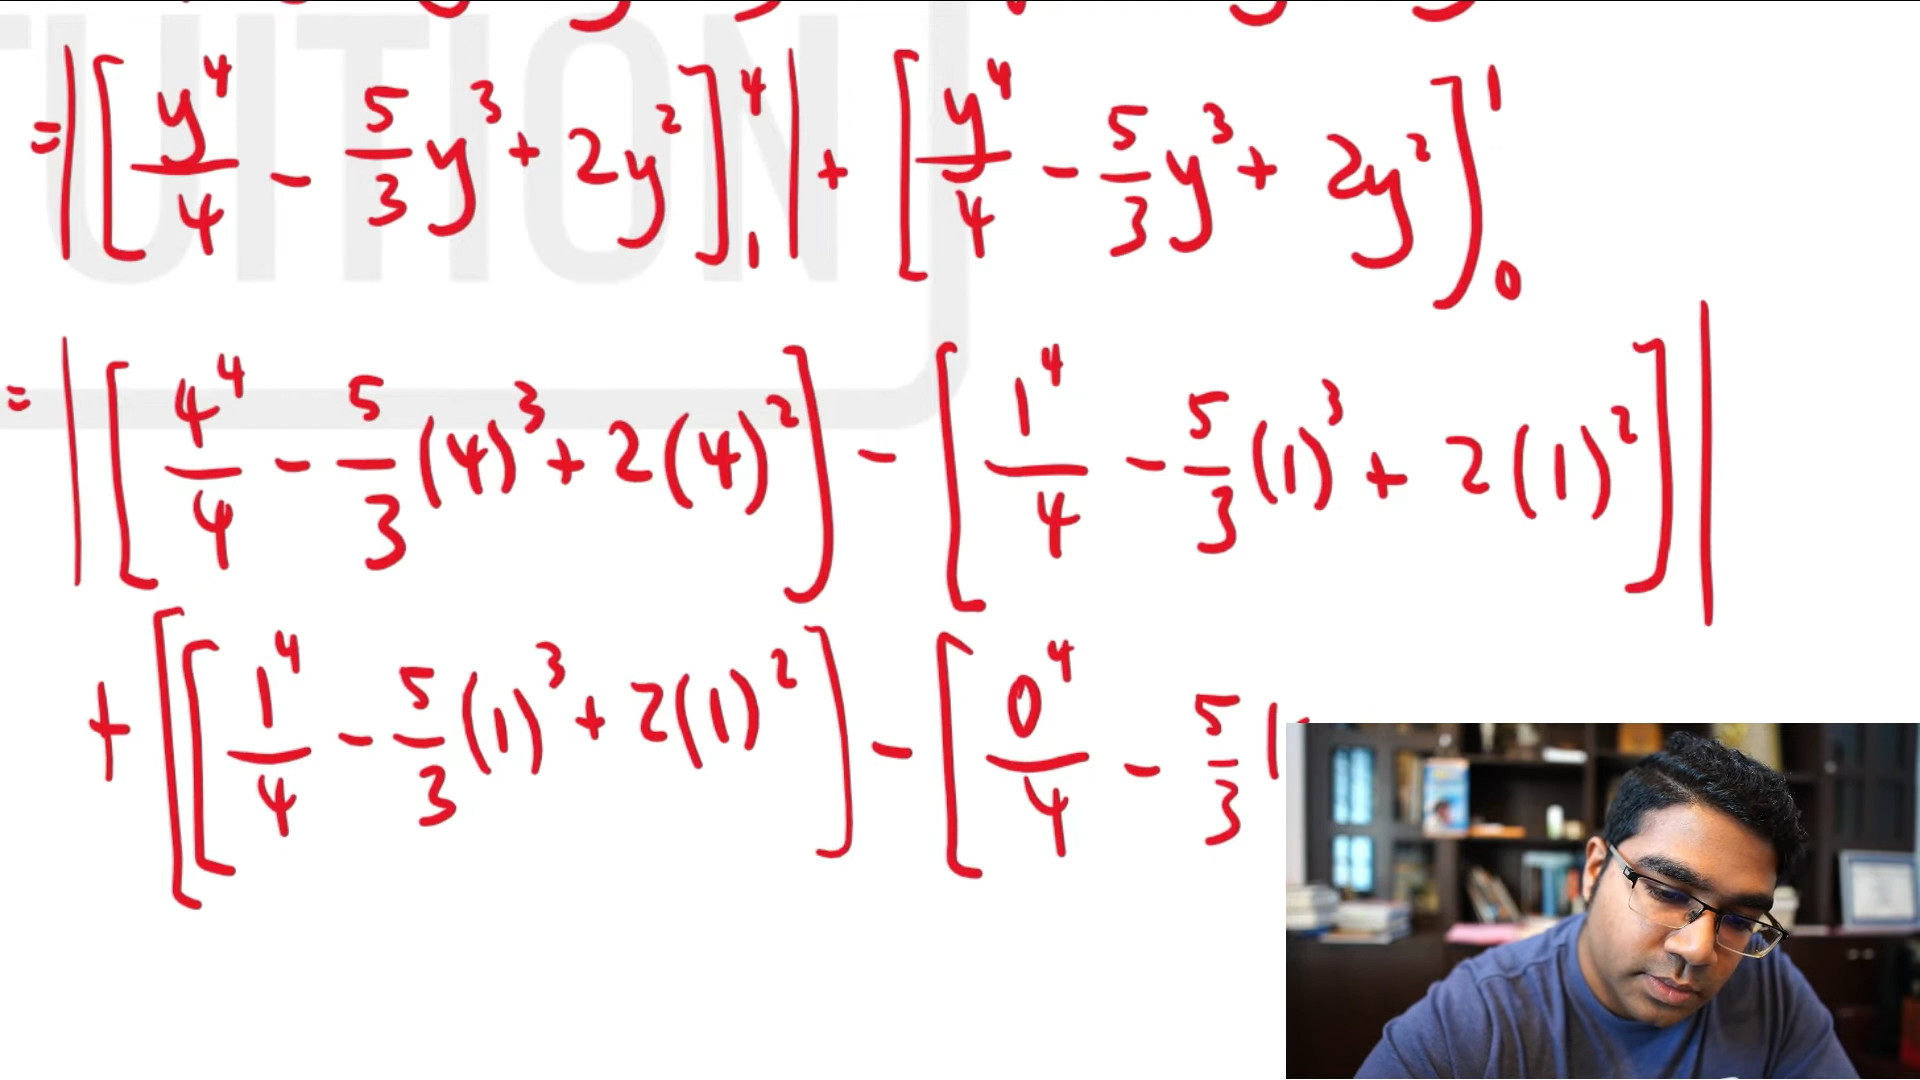 TUITION
=|[y⁴/4 - 5/3 y³ + 2y²]₁⁴| + [y⁴/4 - 5/3 y³ + 2y²]₀¹
= |[4⁴/4 - 5/3 (4)³ + 2(4)²] - [1⁴/4 - 5/3 (1)³ + 2(1)²]|
+ [[1⁴/4 - 5/3 (1)³ + 2(1)²] - [0⁴/4 - 5/3 (